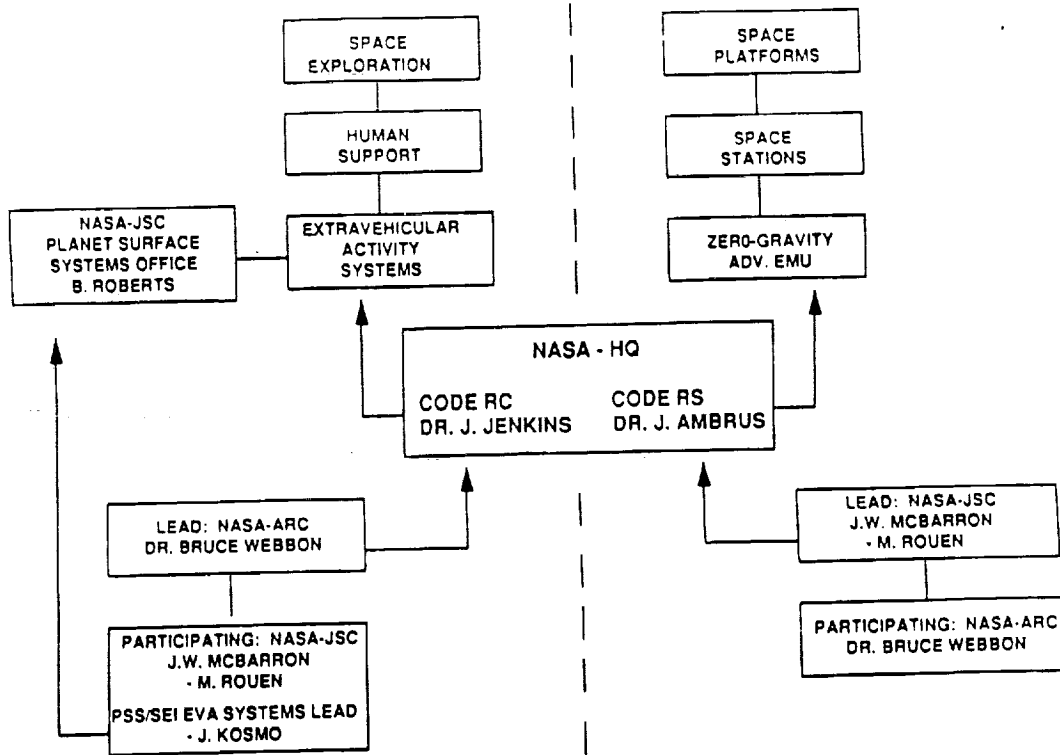 SPACE
EXPLORATION
SPACE
PLATFORMS
HUMAN
SUPPORT
SPACE
STATIONS
NASA-JSC
PLANET SURFACE
SYSTEMS OFFICE
B. ROBERTS
EXTRAVEHICULAR
ACTIVITY
SYSTEMS
ZERO-GRAVITY
ADV. EMU
NASA - HQ
CODE RC
DR. J. JENKINS
CODE RS
DR. J. AMBRUS
LEAD: NASA-ARC
DR. BRUCE WEBBON
LEAD: NASA-JSC
J.W. MCBARRON
- M. ROUEN
PARTICIPATING: NASA-JSC
J.W. MCBARRON
- M. ROUEN
PSS/SEI EVA SYSTEMS LEAD
- J. KOSMO
PARTICIPATING: NASA-ARC
DR. BRUCE WEBBON